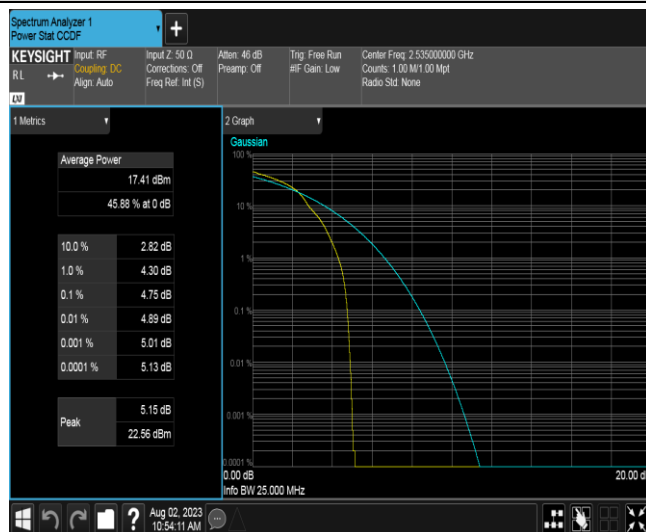 Spectrum Analyzer 1
Power Stat CCDF
+
KEYSIGHT
RL
LXI
Input: RF
Coupling: DC
Align: Auto
Input Z: 50 Ω
Corrections: Off
Freq Ref: Int (S)
Atten: 46 dB
Preamp: Off
Trig: Free Run
#IF Gain: Low
Center Freq: 2.535000000 GHz
Counts: 1.00 M/1.00 Mpt
Radio Std: None
1 Metrics
Average Power
17.41 dBm
45.88 % at 0 dB
10.0 % 2.82 dB
1.0 % 4.30 dB
0.1 % 4.75 dB
0.01 % 4.89 dB
0.001 % 5.01 dB
0.0001 % 5.13 dB
Peak
5.15 dB
22.56 dBm
2 Graph
Gaussian
100 %
10 %
1 %
0.1 %
0.01 %
0.001 %
0.0001 %
0.00 dB
20.00 d
Info BW 25.000 MHz
?
Aug 02, 2023
10:54:11 AM